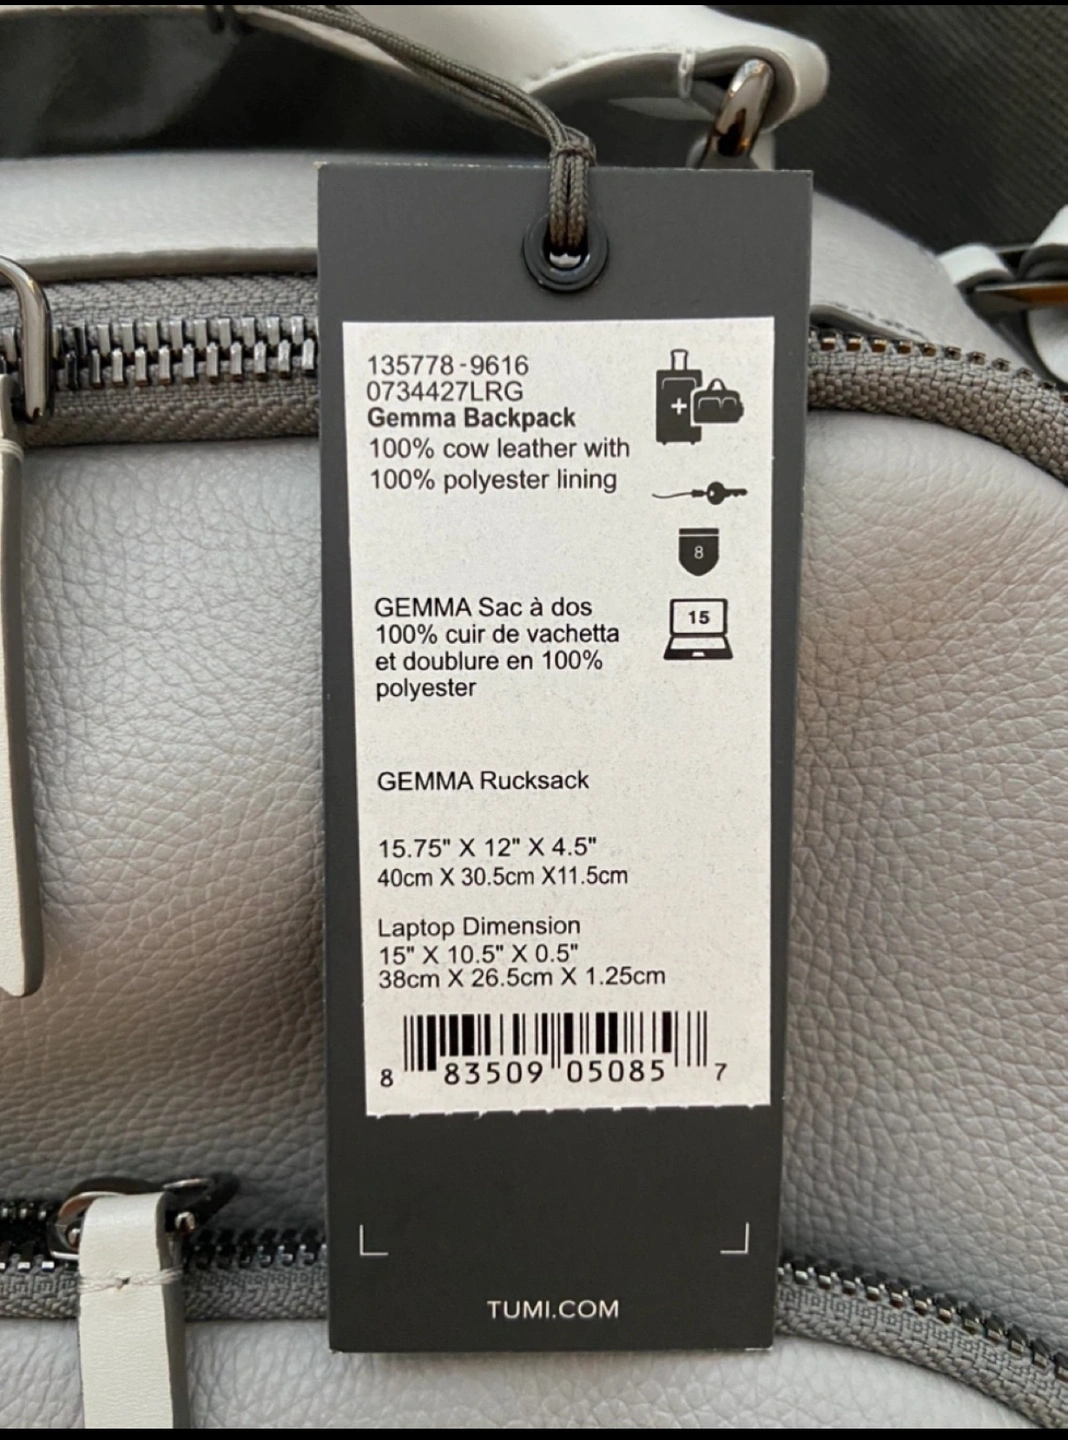 135778-9616
0734427LRG
Gemma Backpack
100% cow leather with
100% polyester lining
8
GEMMA Sac à dos
100% cuir de vachetta
et doublure en 100%
polyester
15
GEMMA Rucksack
15.75" X 12" X 4.5"
40cm X 30.5cm X11.5cm
Laptop Dimension
15" X 10.5" X 0.5"
38cm X 26.5cm X 1.25cm
8 83509 05085 7
TUMI.COM